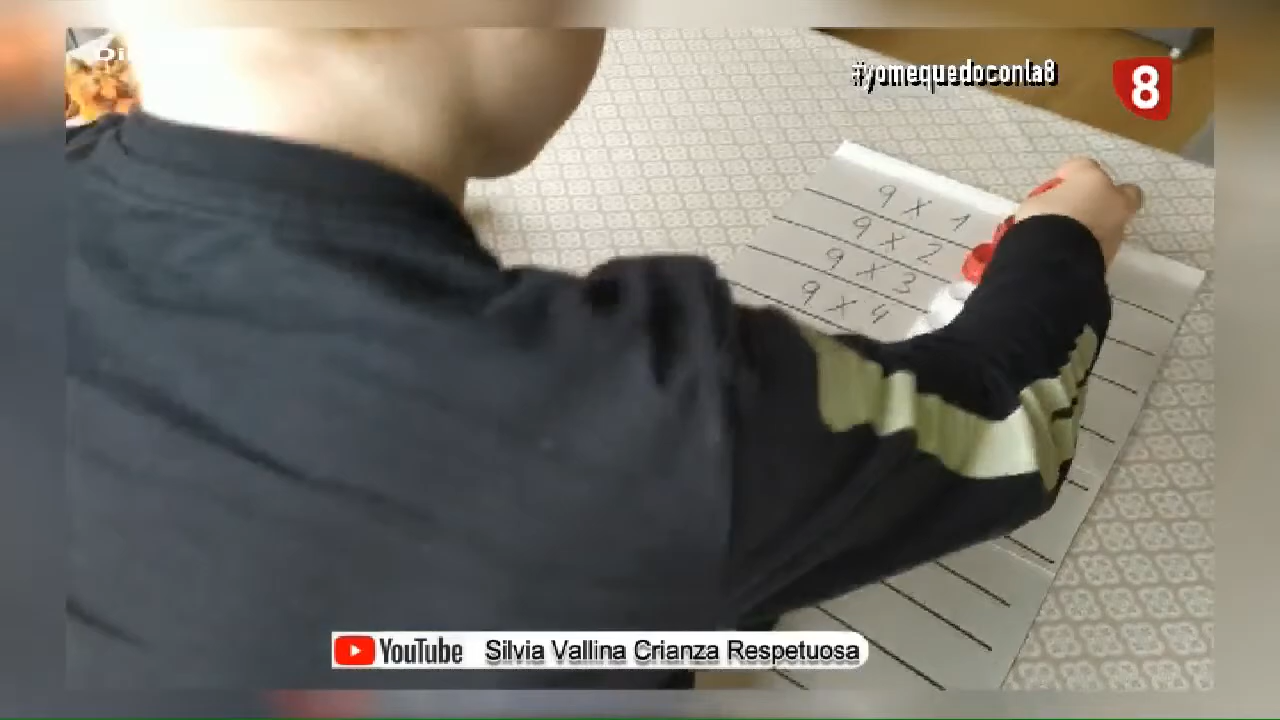 #yomequedoconla8
8
9 x 1
9 x 2
9 x 3
9 x 4
YouTube Silvia Vallina Crianza Respetuosa